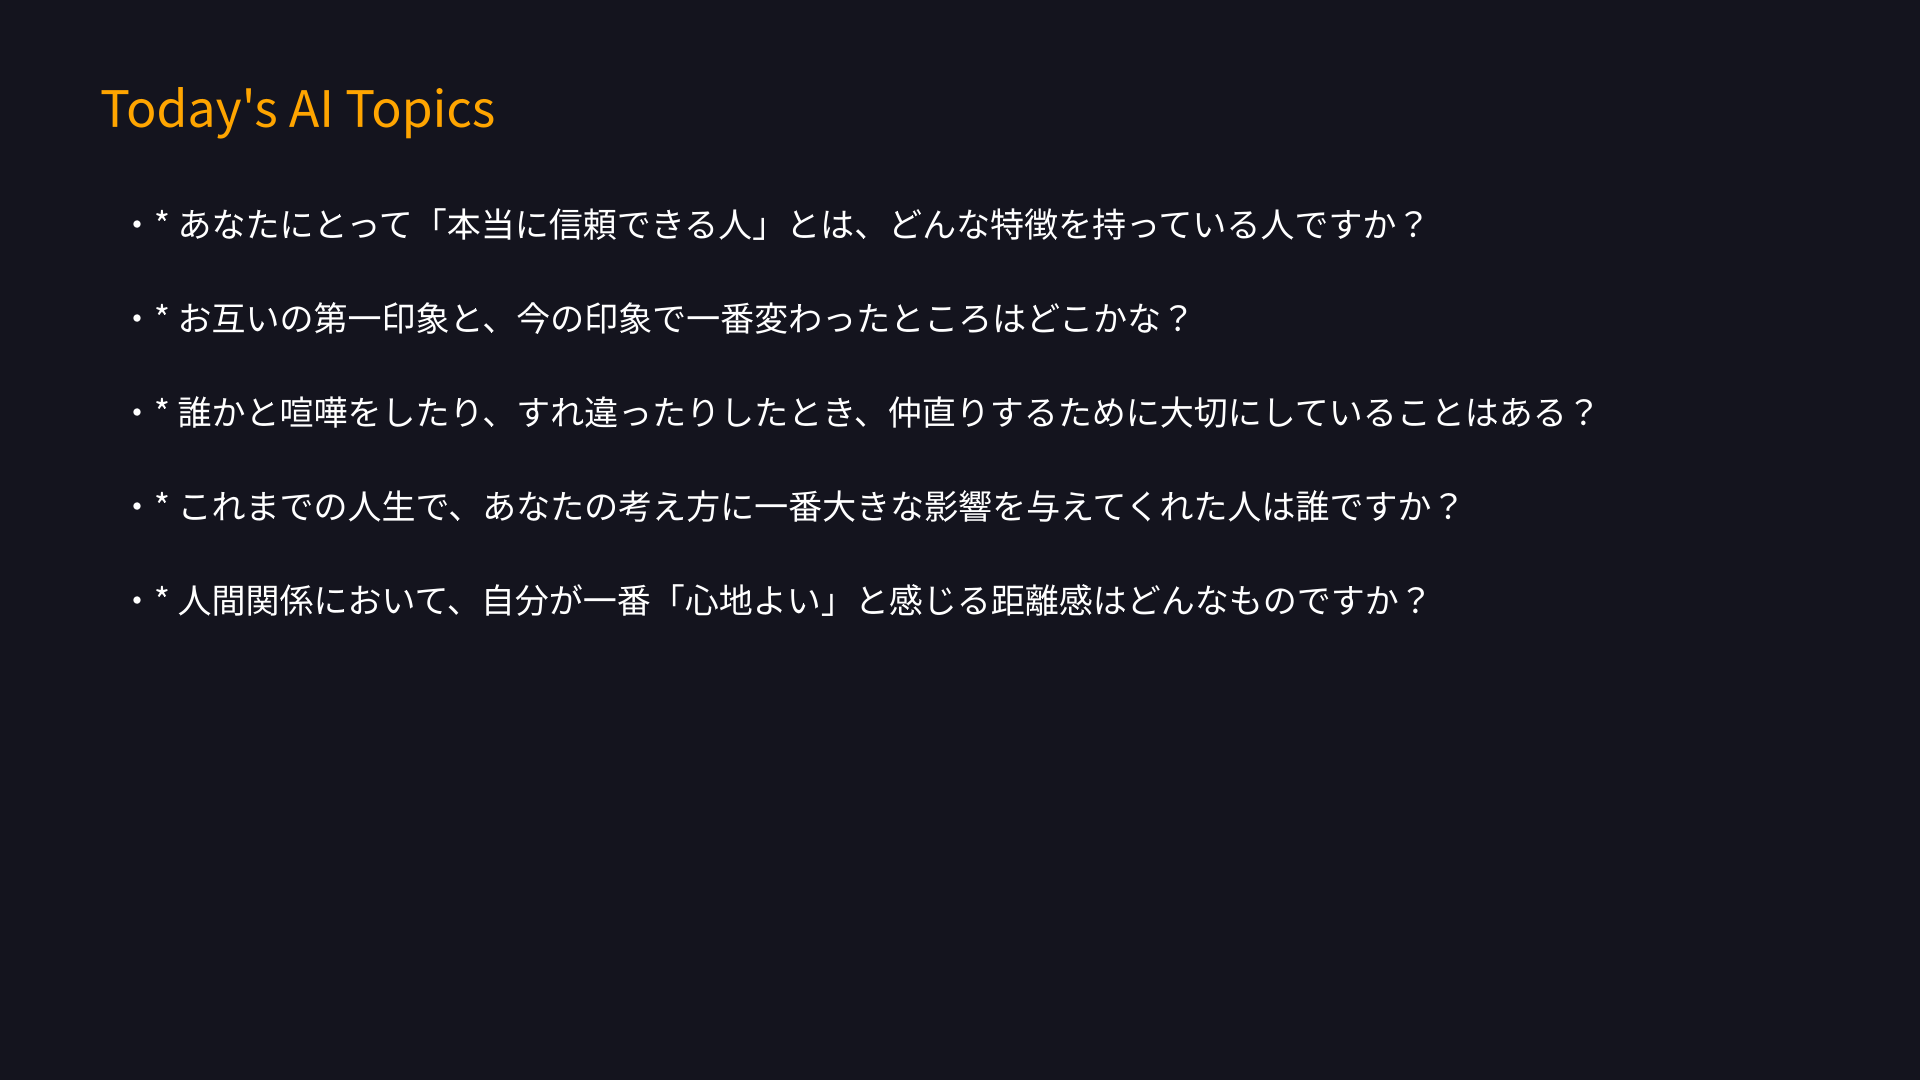 Today's AI Topics
・* あなたにとって「本当に信頼できる人」とは、どんな特徴を持っている人ですか？
・* お互いの第一印象と、今の印象で一番変わったところはどこかな？
・* 誰かと喧嘩をしたり、すれ違ったりしたとき、仲直りするために大切にしていることはある？
・* これまでの人生で、あなたの考え方に一番大きな影響を与えてくれた人は誰ですか？
・* 人間関係において、自分が一番「心地よい」と感じる距離感はどんなものですか？